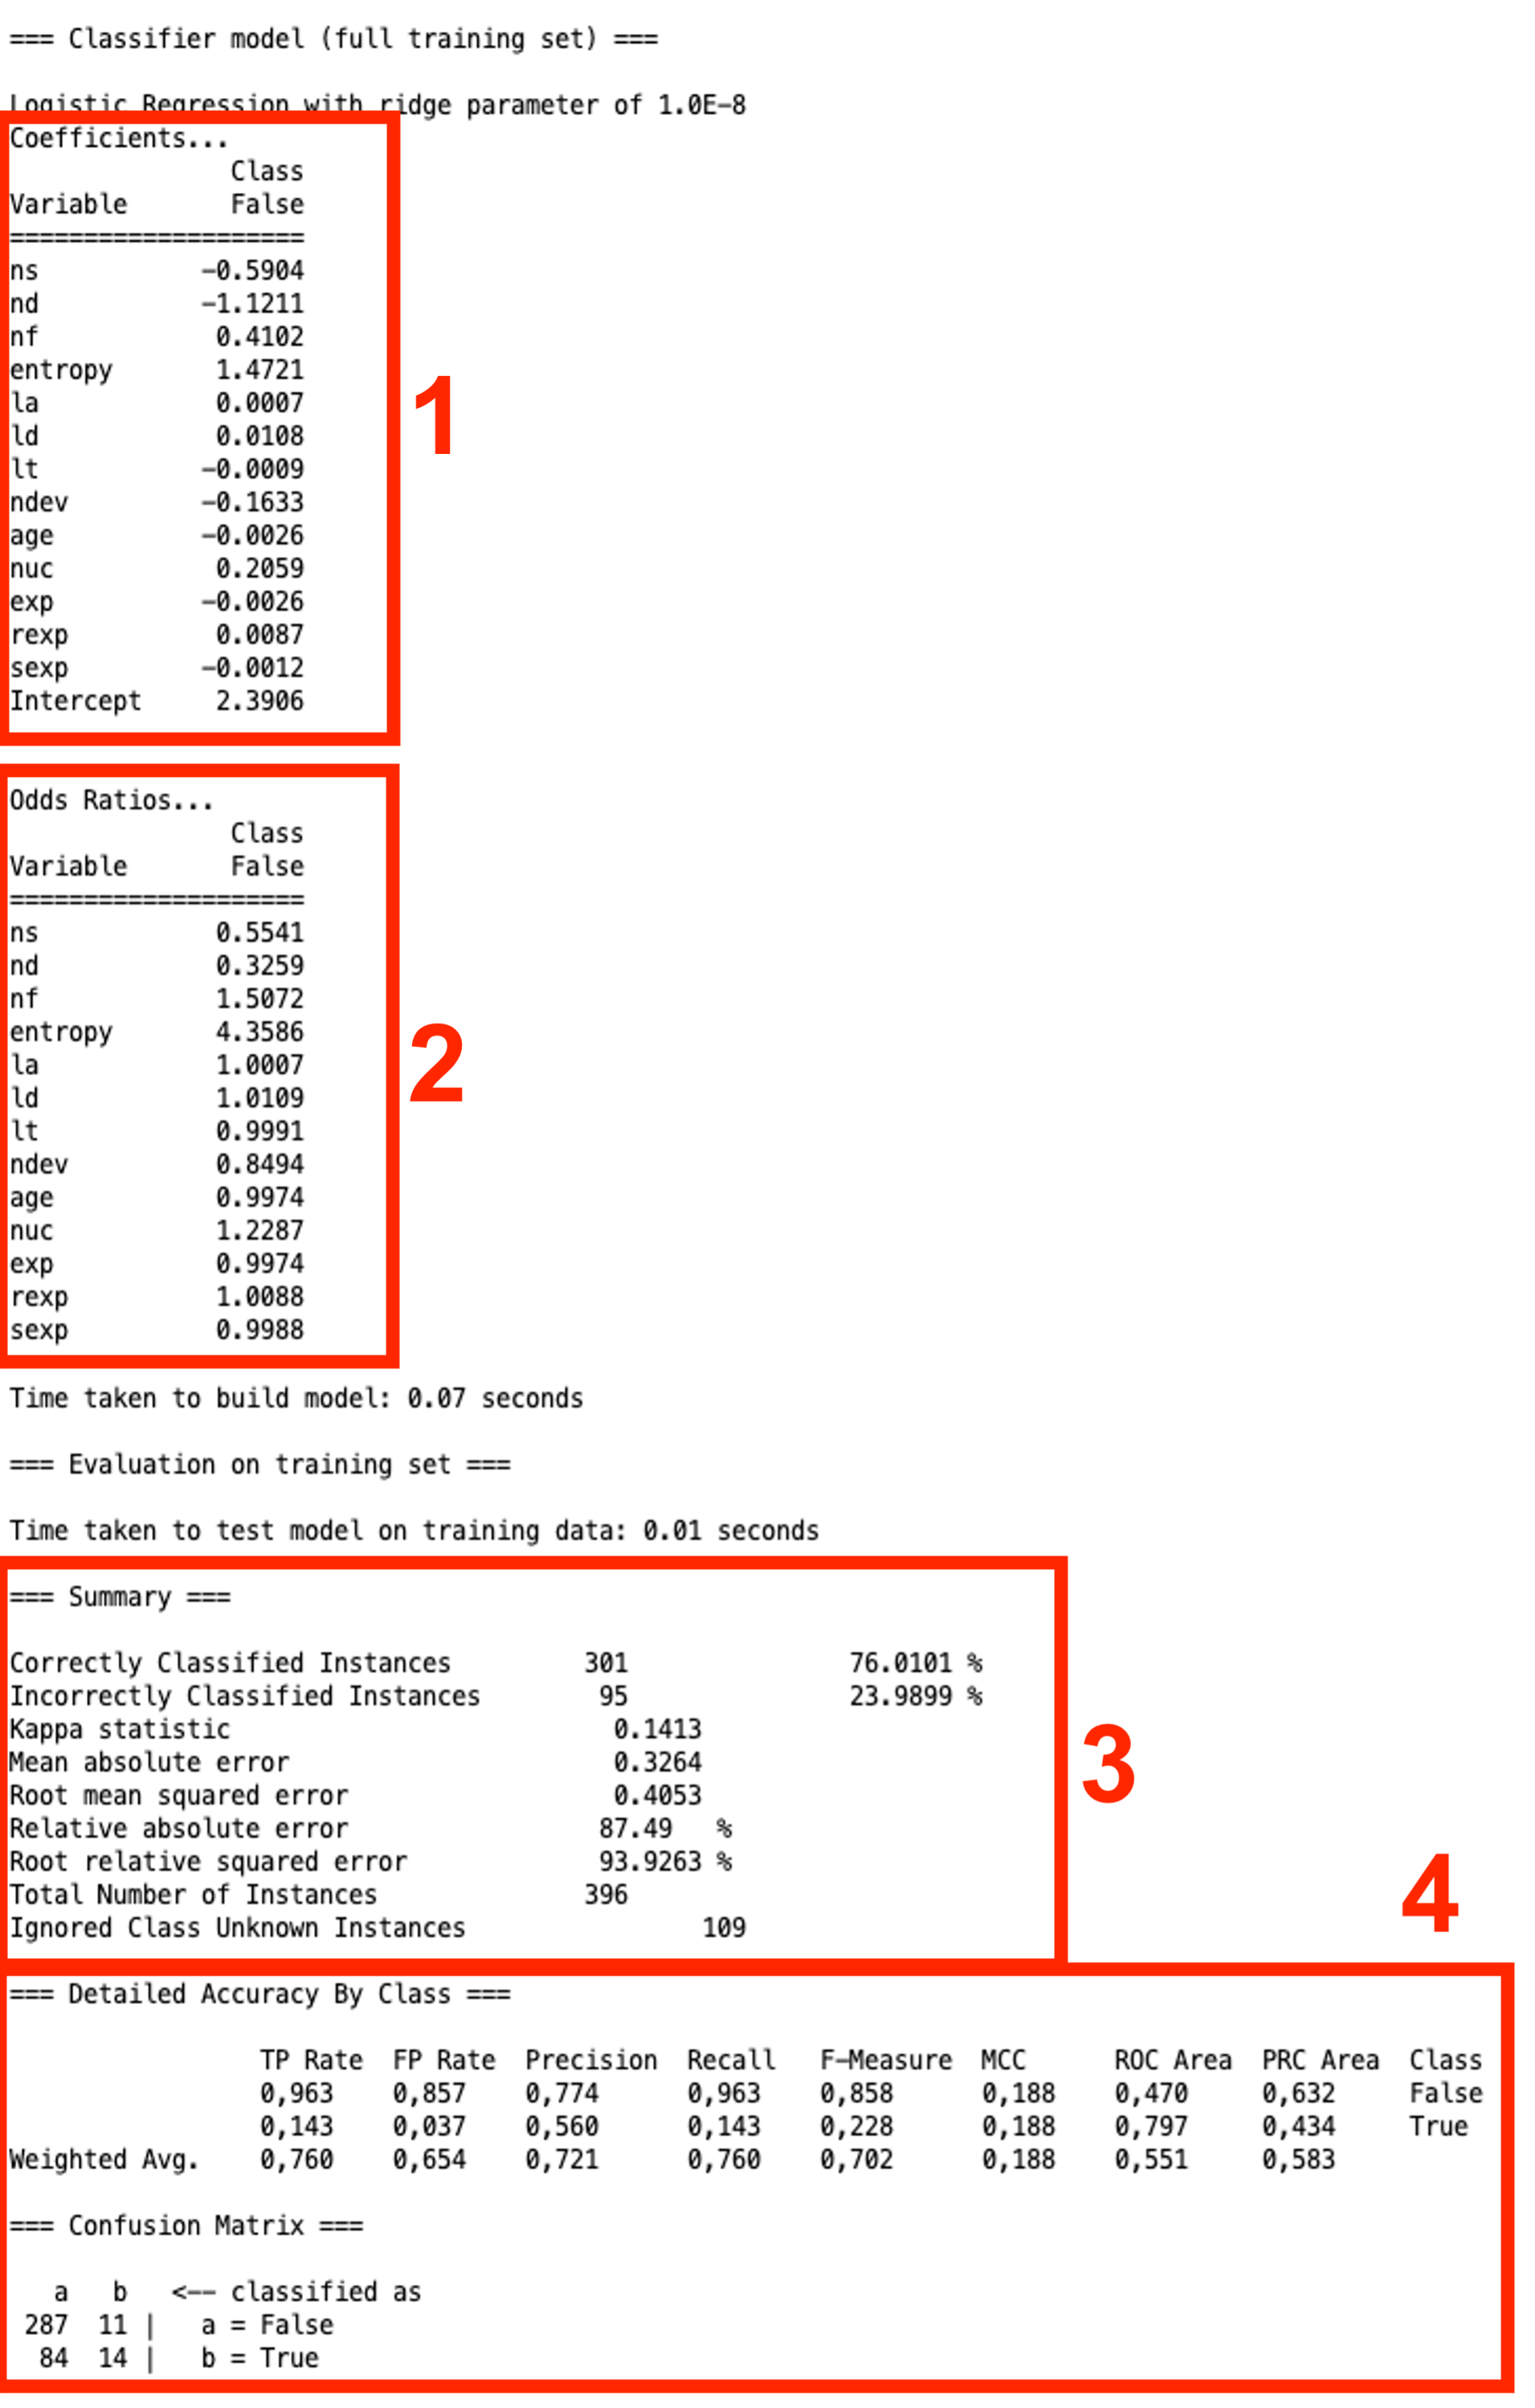 === Classifier model (full training set) ===
Logistic Regression with ridge parameter of 1.0E-8
Coefficients...
Class
Variable False
====================
ns -0.5904
nd -1.1211
nf 0.4102
entropy 1.4721
la 0.0007
ld 0.0108
lt -0.0009
ndev -0.1633
age -0.0026
nuc 0.2059
exp -0.0026
rexp 0.0087
sexp -0.0012
Intercept 2.3906
1
Odds Ratios...
Class
Variable False
====================
ns 0.5541
nd 0.3259
nf 1.5072
entropy 4.3586
la 1.0007
ld 1.0109
lt 0.9991
ndev 0.8494
age 0.9974
nuc 1.2287
exp 0.9974
rexp 1.0088
sexp 0.9988
2
Time taken to build model: 0.07 seconds
=== Evaluation on training set ===
Time taken to test model on training data: 0.01 seconds
=== Summary ===
Correctly Classified Instances 301 76.0101 %
Incorrectly Classified Instances 95 23.9899 %
Kappa statistic 0.1413
Mean absolute error 0.3264
Root mean squared error 0.4053
Relative absolute error 87.49 %
Root relative squared error 93.9263 %
Total Number of Instances 396
Ignored Class Unknown Instances 109
3
4
=== Detailed Accuracy By Class ===
TP Rate FP Rate Precision Recall F-Measure MCC ROC Area PRC Area Class
0,963 0,857 0,774 0,963 0,858 0,188 0,470 0,632 False
0,143 0,037 0,560 0,143 0,228 0,188 0,797 0,434 True
Weighted Avg. 0,760 0,654 0,721 0,760 0,702 0,188 0,551 0,583
=== Confusion Matrix ===
a b <-- classified as
287 11 | a = False
84 14 | b = True